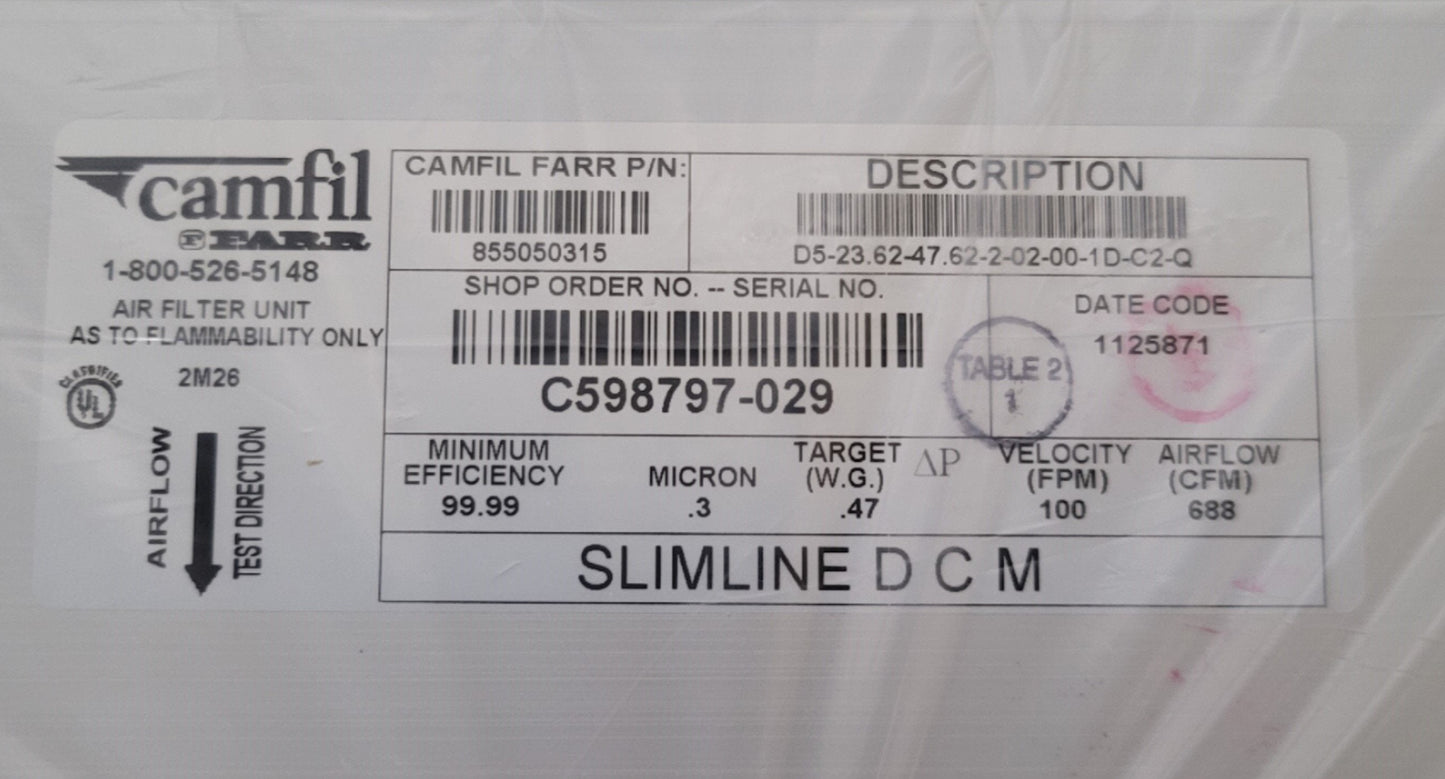 camfil
FARR
1-800-526-5148
AIR FILTER UNIT
AS TO FLAMMABILITY ONLY
CLASSIFIED
UL
2M26
AIRFLOW
TEST DIRECTION
CAMFIL FARR P/N:
855050315
DESCRIPTION
D5-23.62-47.62-2-02-00-1D-C2-Q
SHOP ORDER NO. -- SERIAL NO.
C598797-029
DATE CODE
1125871
TABLE 2
1
MINIMUM
EFFICIENCY
99.99
MICRON
.3
TARGET
(W.G.)
ΔP
.47
VELOCITY
(FPM)
100
AIRFLOW
(CFM)
688
SLIMLINE D C M